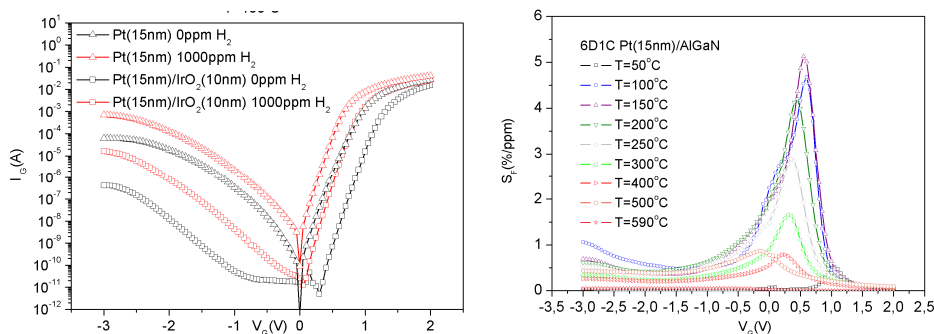 Pt(15nm) 0ppm H2
Pt(15nm) 1000ppm H2
Pt(15nm)/IrO2(10nm) 0ppm H2
Pt(15nm)/IrO2(10nm) 1000ppm H2
10^1
10^0
10^-1
10^-2
10^-3
10^-4
10^-5
10^-6
10^-7
10^-8
10^-9
10^-10
10^-11
10^-12
I_G(A)
-3 -2 -1 0 1 2
V_G(V)
6D1C Pt(15nm)/AlGaN
T=50°C
T=100°C
T=150°C
T=200°C
T=250°C
T=300°C
T=400°C
T=500°C
T=590°C
6
5
4
3
2
1
0
S_F(%/ppm)
-3,5 -3,0 -2,5 -2,0 -1,5 -1,0 -0,5 0,0 0,5 1,0 1,5 2,0 2,5
V_G(V)